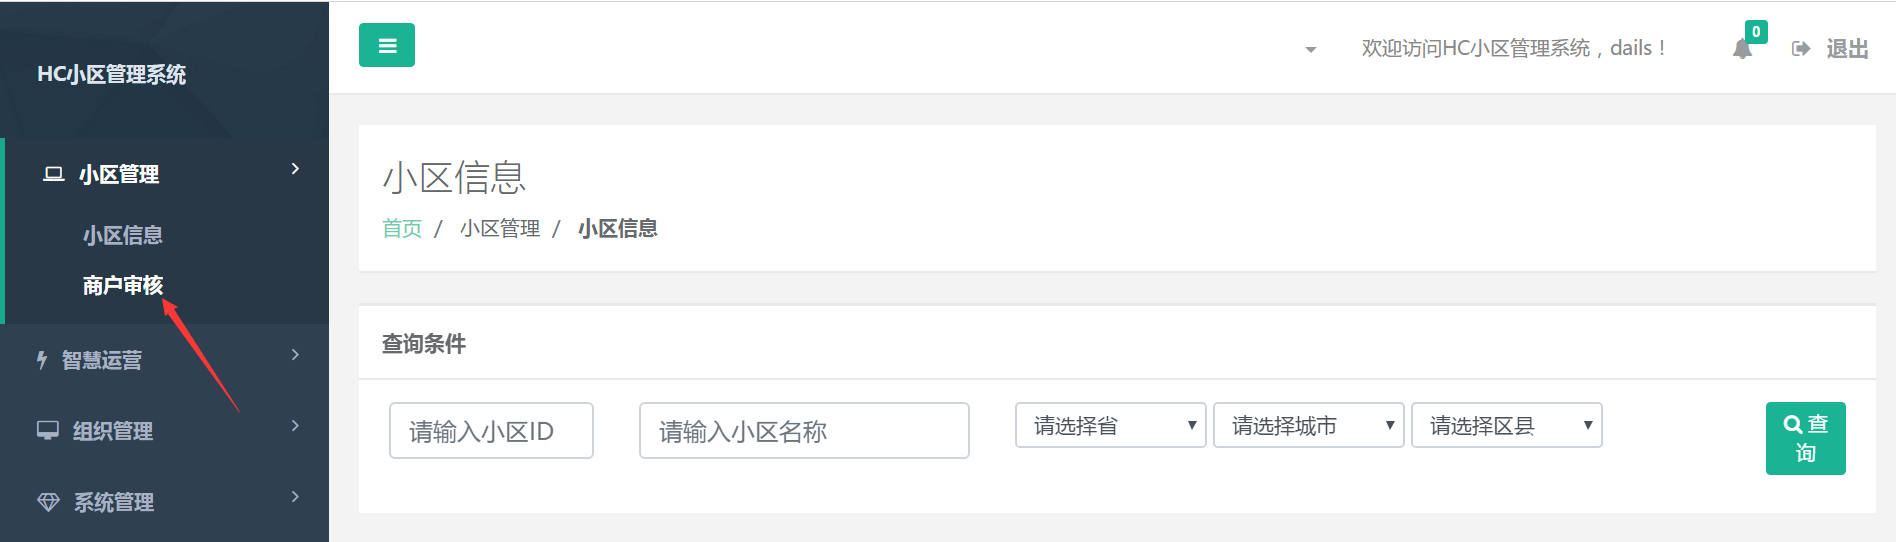 HC小区管理系统
小区管理
小区信息
商户审核
智慧运营
组织管理
系统管理
欢迎访问HC小区管理系统，dails！
0
退出
小区信息
首页 / 小区管理 / 小区信息
查询条件
请输入小区ID
请输入小区名称
请选择省
请选择城市
请选择区县
查
询